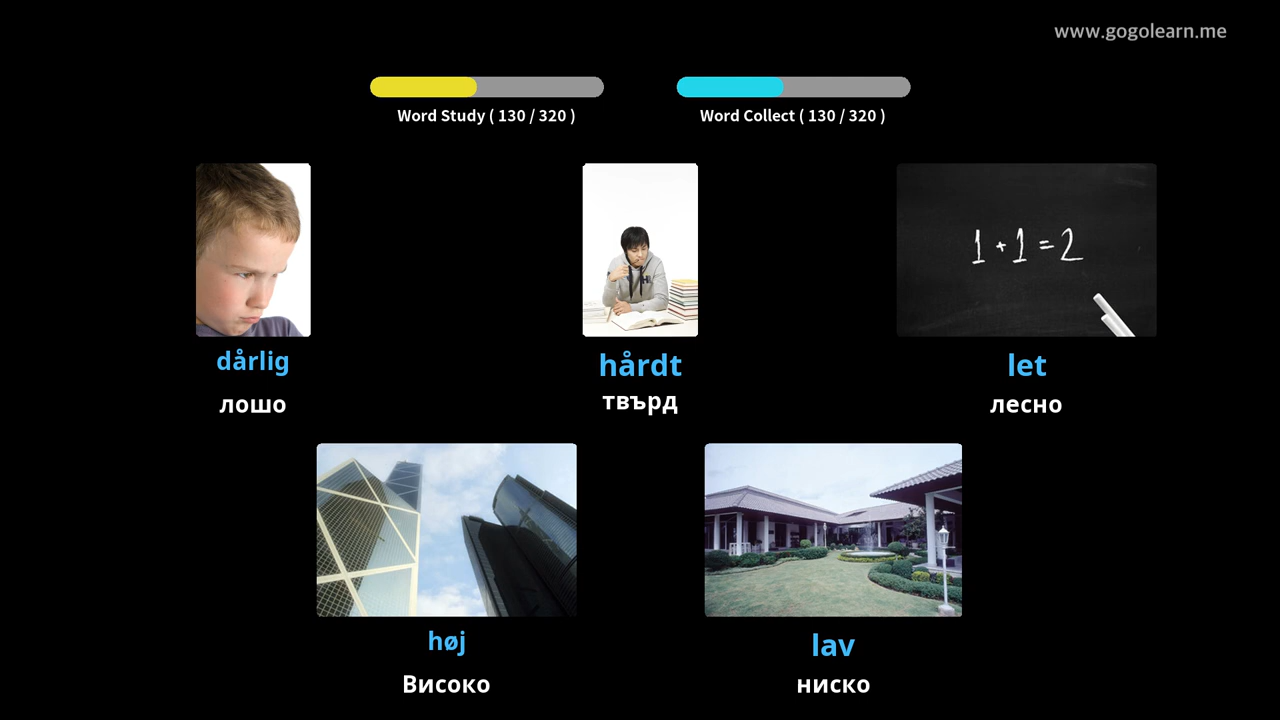 www.gogolearn.me
Word Study ( 130 / 320 )
Word Collect ( 130 / 320 )
dårlig
лошо
hårdt
твърд
let
лесно
1 + 1 = 2
høj
Високо
lav
ниско